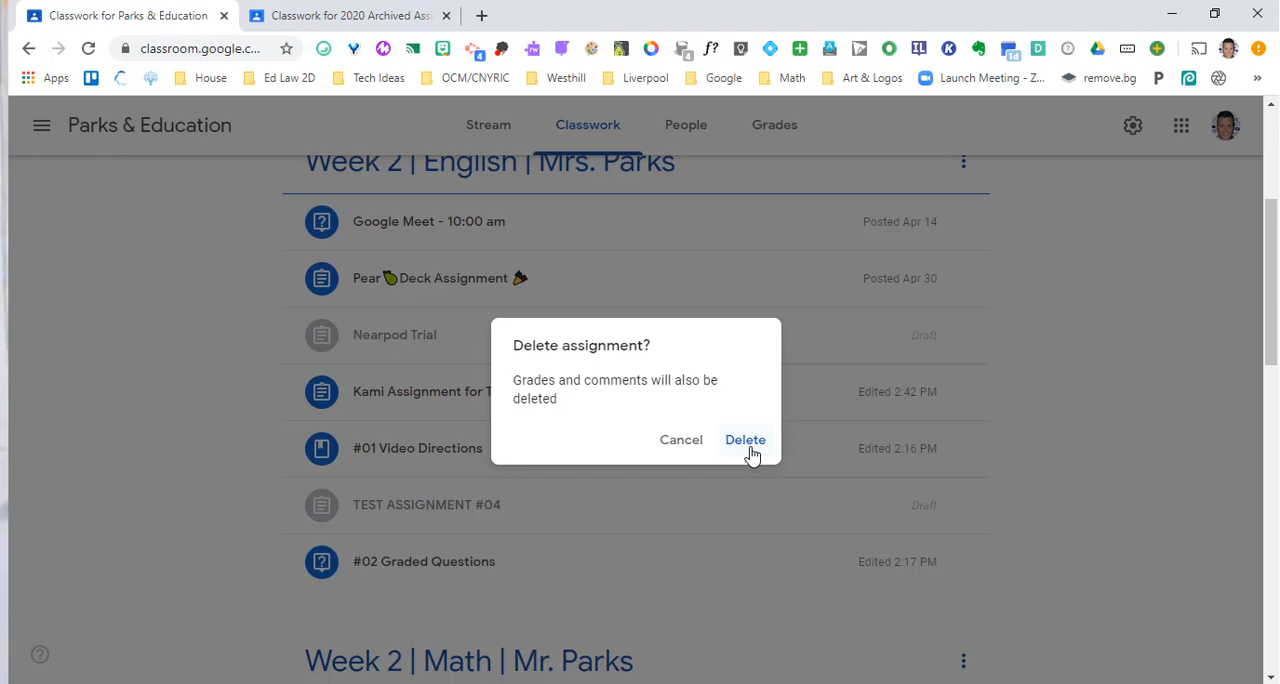 Classwork for Parks & Education
Classwork for 2020 Archived Ass
classroom.google.c...
4
f?
4
IL
K
1d
D
Apps
House
Ed Law 2D
Tech Ideas
OCM/CNYRIC
Westhill
Liverpool
Google
Math
Art & Logos
Launch Meeting - Z...
remove.bg
P
»
Parks & Education
Stream
Classwork
People
Grades
Week 2 | English | Mrs. Parks
Google Meet - 10:00 am
Posted Apr 14
Pear🍐Deck Assignment
Posted Apr 30
Nearpod Trial
Draft
Kami Assignment for T
Edited 2:42 PM
#01 Video Directions
Edited 2:16 PM
TEST ASSIGNMENT #04
Draft
#02 Graded Questions
Edited 2:17 PM
Delete assignment?
Grades and comments will also be
deleted
Cancel
Delete
Week 2 | Math | Mr. Parks